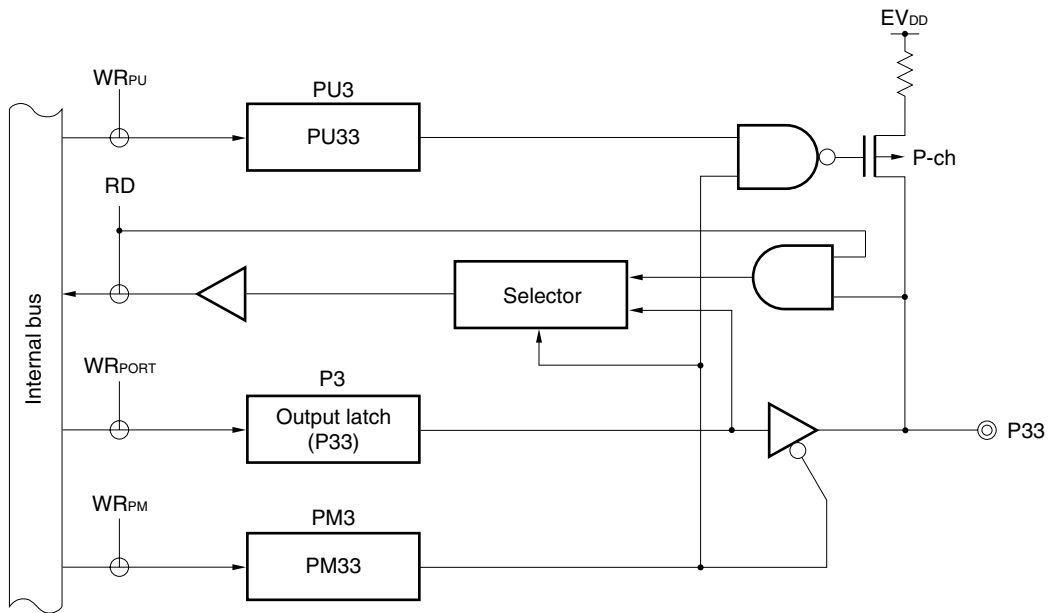 EVDD
WRPU
PU3
PU33
P-ch
RD
Selector
Internal bus
WRPORT
P3
Output latch
(P33)
P33
WRPM
PM3
PM33